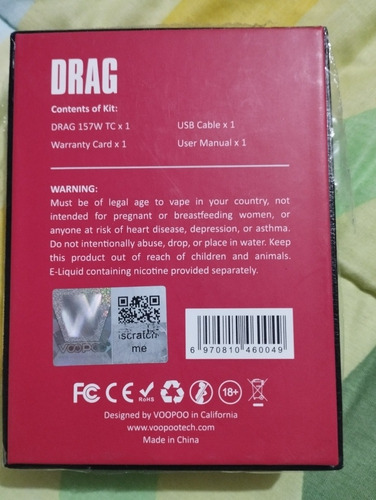 DRAG
Contents of Kit:
DRAG 157W TC x 1
USB Cable x 1
Warranty Card x 1
User Manual x 1
WARNING:
Must be of legal age to vape in your country, not
intended for pregnant or breastfeeding women, or
anyone at risk of heart disease, depression, or asthma.
Do not intentionally abuse, drop, or place in water. Keep
this product out of reach of children and animals.
E-Liquid containing nicotine provided separately.
VOOPOO
scratch
me
6 970810 460049
FC CE RoHS 18+
Designed by VOOPOO in California
www.voopootech.com
Made in China